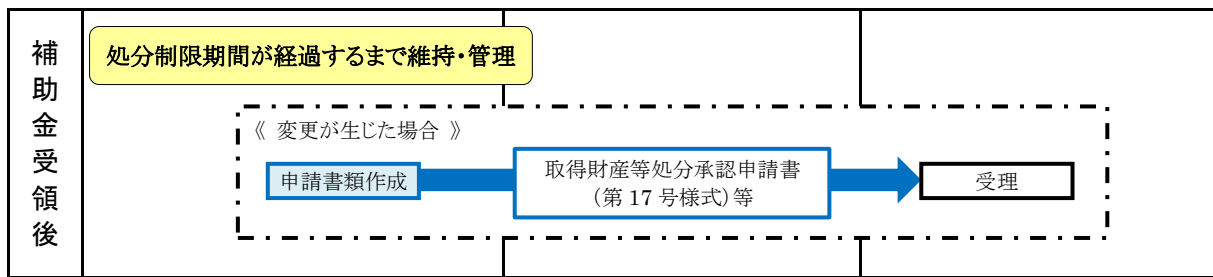 補助金受領後
処分制限期間が経過するまで維持・管理
《 変更が生じた場合 》
申請書類作成
取得財産等処分承認申請書
（第 17 号様式）等
受理